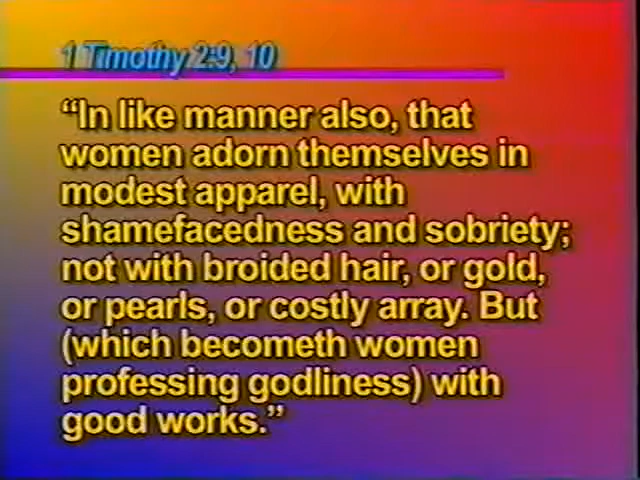 1 Timothy 2:9, 10
“In like manner also, that
women adorn themselves in
modest apparel, with
shamefacedness and sobriety;
not with broided hair, or gold,
or pearls, or costly array. But
(which becometh women
professing godliness) with
good works.”